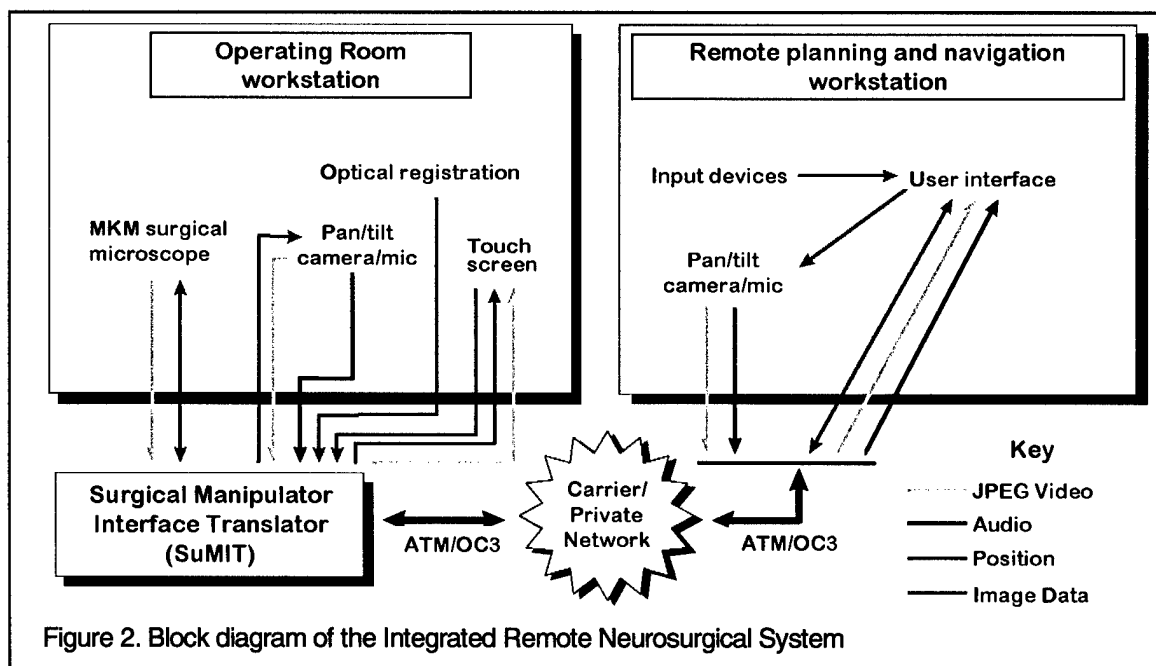 Operating Room
workstation
Optical registration
MKM surgical
microscope
Pan/tilt
camera/mic
Touch
screen
Remote planning and navigation
workstation
Input devices
User interface
Pan/tilt
camera/mic
Surgical Manipulator
Interface Translator
(SuMIT)
ATM/OC3
Carrier/
Private
Network
ATM/OC3
Key
JPEG Video
Audio
Position
Image Data
Figure 2. Block diagram of the Integrated Remote Neurosurgical System